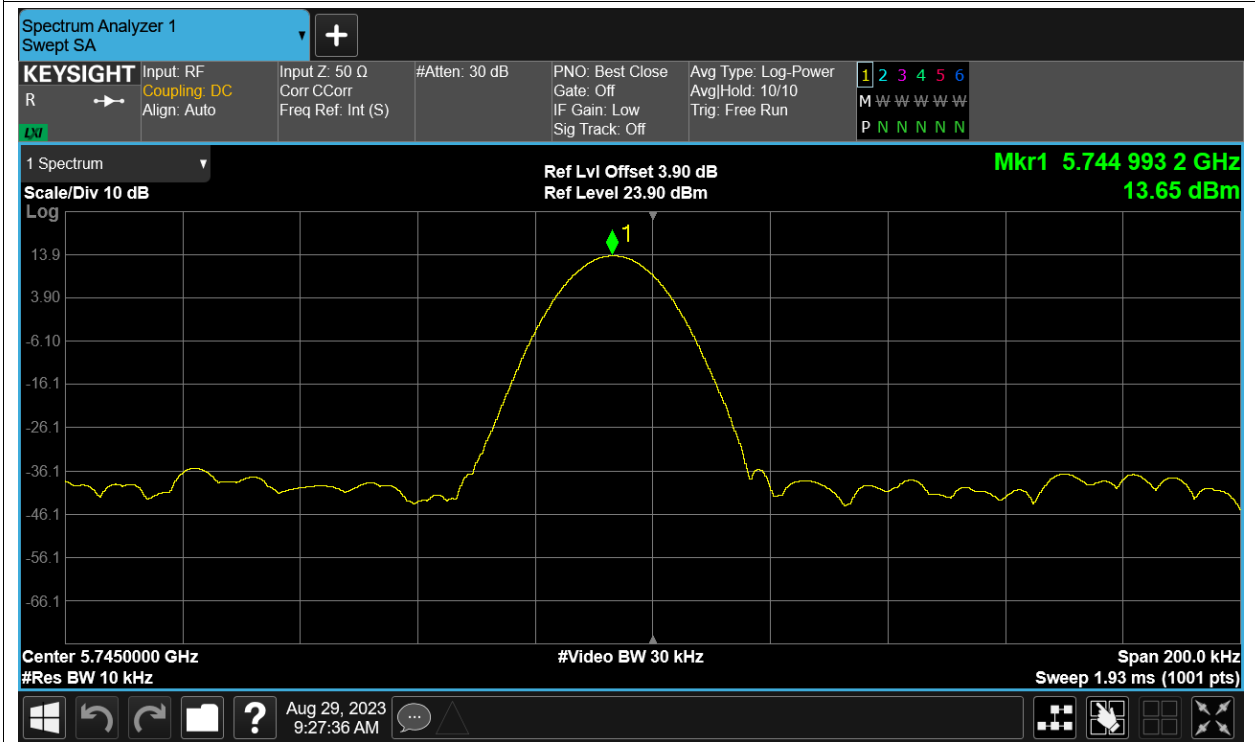 Spectrum Analyzer 1
Swept SA
+
KEYSIGHT
R
LXI
Input: RF
Coupling: DC
Align: Auto
Input Z: 50 Ω
Corr CCorr
Freq Ref: Int (S)
#Atten: 30 dB
PNO: Best Close
Gate: Off
IF Gain: Low
Sig Track: Off
Avg Type: Log-Power
Avg|Hold: 10/10
Trig: Free Run
1 2 3 4 5 6
M W W W W W
P N N N N N
1 Spectrum
Scale/Div 10 dB
Log
Ref Lvl Offset 3.90 dB
Ref Level 23.90 dBm
Mkr1 5.744 993 2 GHz
13.65 dBm
1
13.9
3.90
-6.10
-16.1
-26.1
-36.1
-46.1
-56.1
-66.1
Center 5.7450000 GHz
#Video BW 30 kHz
Span 200.0 kHz
#Res BW 10 kHz
Sweep 1.93 ms (1001 pts)
?
Aug 29, 2023
9:27:36 AM